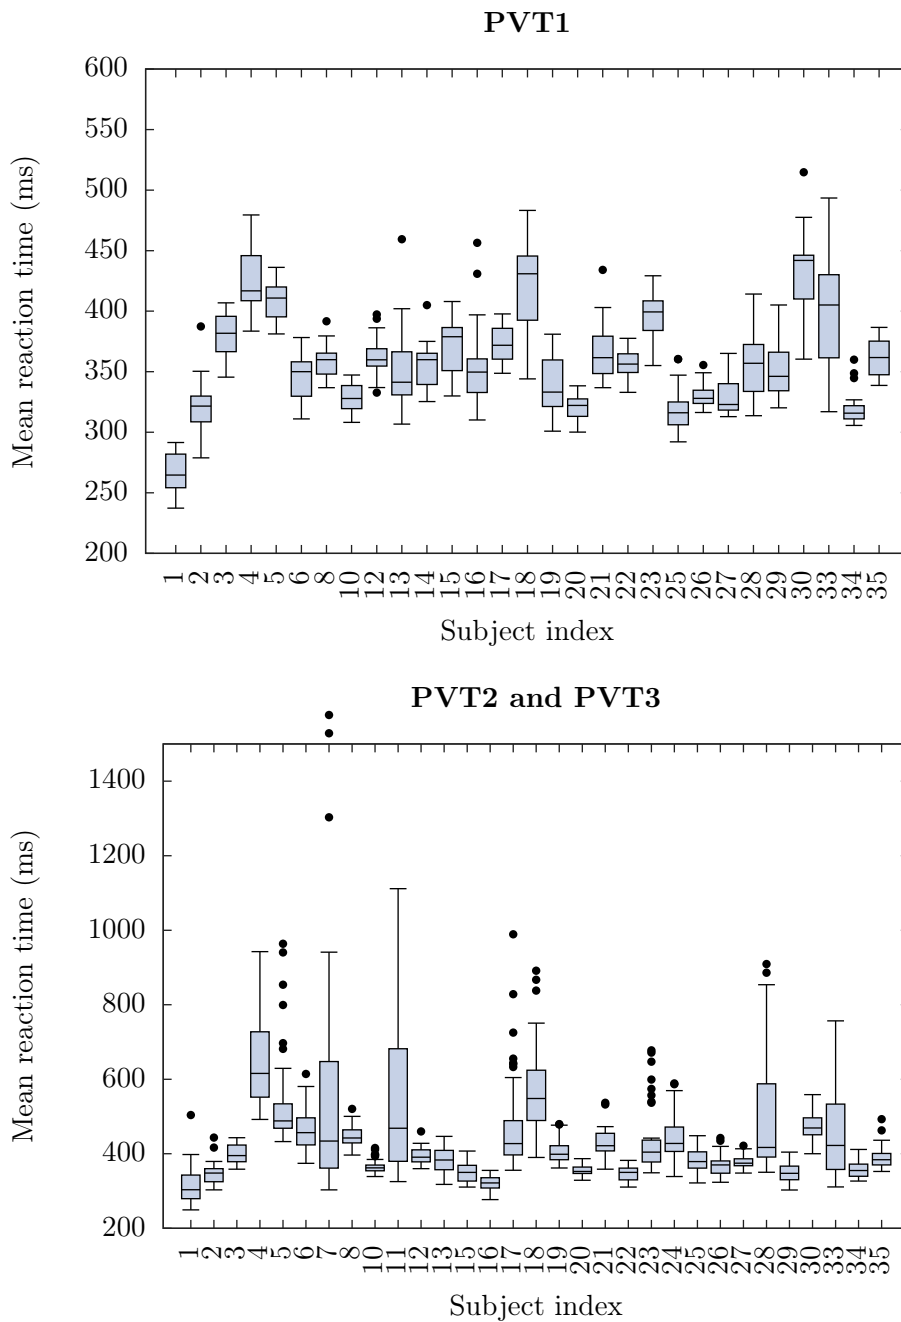 PVT1
Mean reaction time (ms)
600
550
500
450
400
350
300
250
200
1 2 3 4 5 6 8 10 12 13 14 15 16 17 18 19 20 21 22 23 25 26 27 28 29 30 33 34 35
Subject index
PVT2 and PVT3
Mean reaction time (ms)
1400
1200
1000
800
600
400
200
1 2 3 4 5 6 7 8 10 11 12 13 15 16 17 18 19 20 21 22 23 24 25 26 27 28 29 30 33 34 35
Subject index